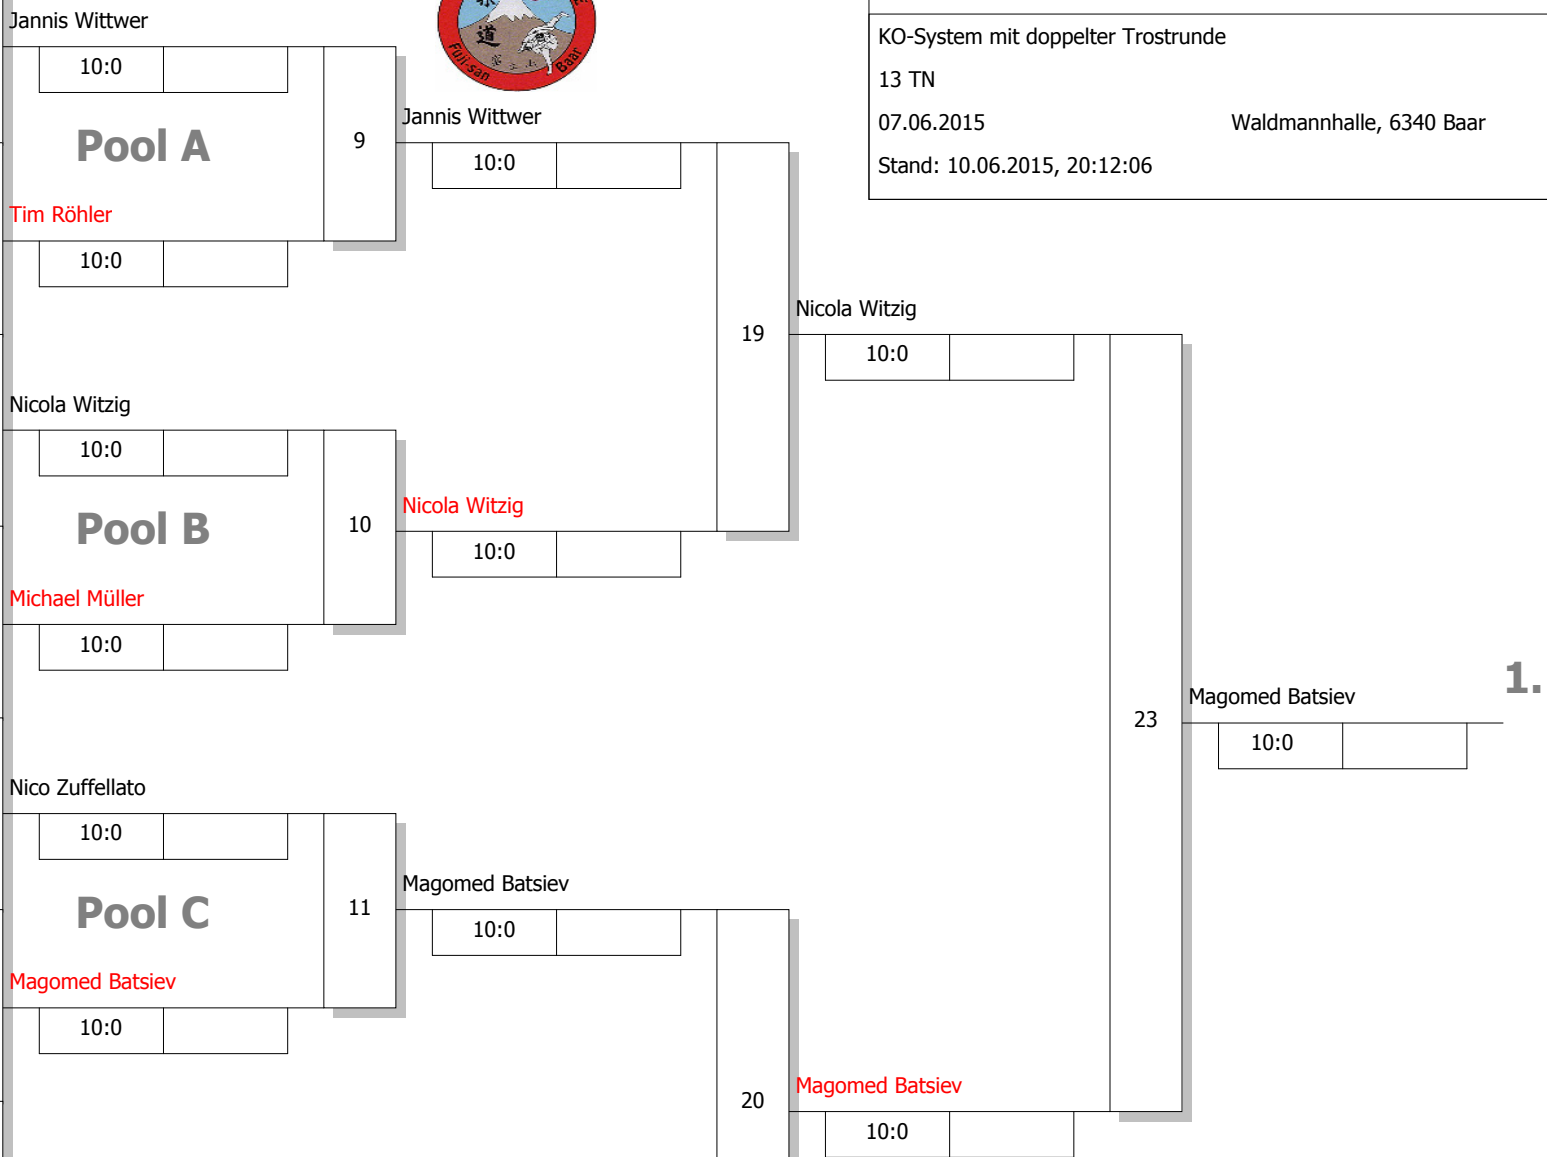 Jannis Wittwer
10:0
Pool A
9
Tim Röhler
10:0
道
Fuji-san
Baar
KO-System mit doppelter Trostrunde
13 TN
07.06.2015 Waldmannhalle, 6340 Baar
Stand: 10.06.2015, 20:12:06
Jannis Wittwer
10:0
19
Nicola Witzig
10:0
Nicola Witzig
10:0
Pool B
10
Nicola Witzig
10:0
Michael Müller
10:0
1.
23
Magomed Batsiev
10:0
Nico Zuffellato
10:0
Pool C
11
Magomed Batsiev
10:0
Magomed Batsiev
10:0
20
Magomed Batsiev
10:0